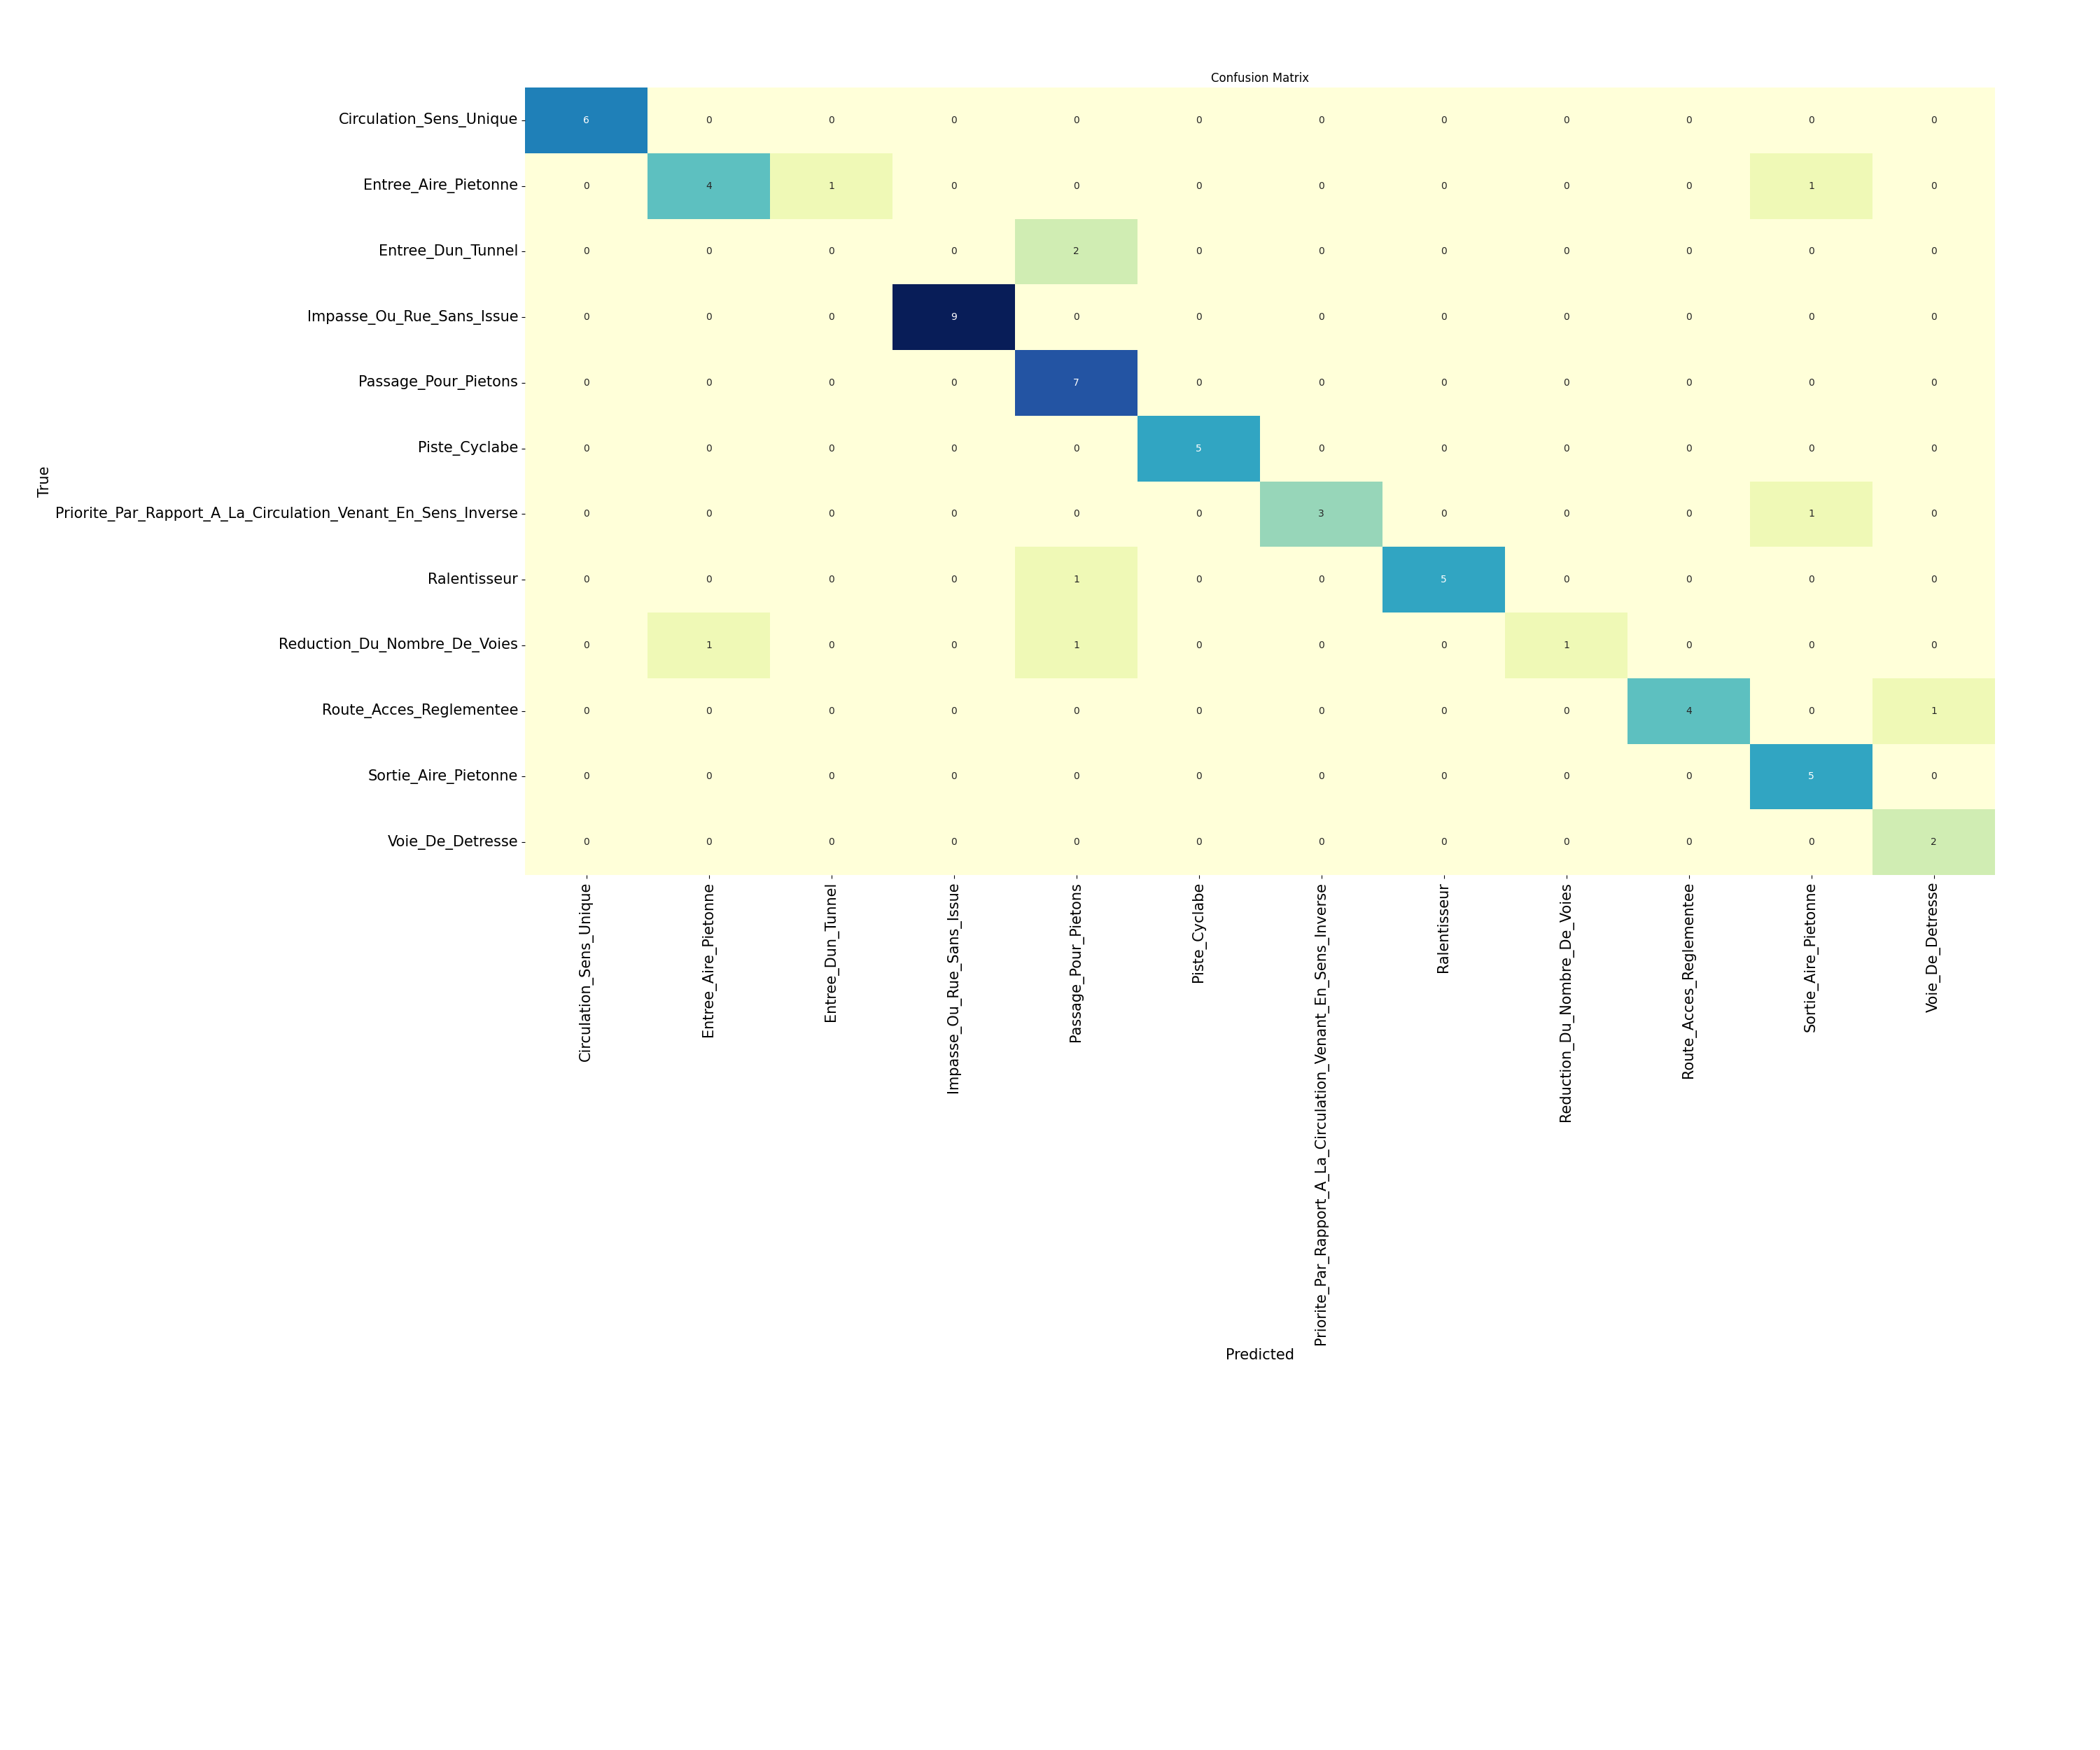 Confusion Matrix
Circulation_Sens_Unique 6 0 0 0 0 0 0 0 0 0 0 0
Entree_Aire_Pietonne 0 4 1 0 0 0 0 0 0 0 1 0
Entree_Dun_Tunnel 0 0 0 0 2 0 0 0 0 0 0 0
Impasse_Ou_Rue_Sans_Issue 0 0 0 9 0 0 0 0 0 0 0 0
Passage_Pour_Pietons 0 0 0 0 7 0 0 0 0 0 0 0
Piste_Cyclabe 0 0 0 0 0 5 0 0 0 0 0 0
True
Priorite_Par_Rapport_A_La_Circulation_Venant_En_Sens_Inverse 0 0 0 0 0 0 3 0 0 0 1 0
Ralentisseur 0 0 0 0 1 0 0 5 0 0 0 0
Reduction_Du_Nombre_De_Voies 0 1 0 0 1 0 0 0 1 0 0 0
Route_Acces_Reglementee 0 0 0 0 0 0 0 0 0 4 0 1
Sortie_Aire_Pietonne 0 0 0 0 0 0 0 0 0 0 5 0
Voie_De_Detresse 0 0 0 0 0 0 0 0 0 0 0 2
Circulation_Sens_Unique
Entree_Aire_Pietonne
Entree_Dun_Tunnel
Impasse_Ou_Rue_Sans_Issue
Passage_Pour_Pietons
Piste_Cyclabe
Priorite_Par_Rapport_A_La_Circulation_Venant_En_Sens_Inverse
Ralentisseur
Reduction_Du_Nombre_De_Voies
Route_Acces_Reglementee
Sortie_Aire_Pietonne
Voie_De_Detresse
Predicted